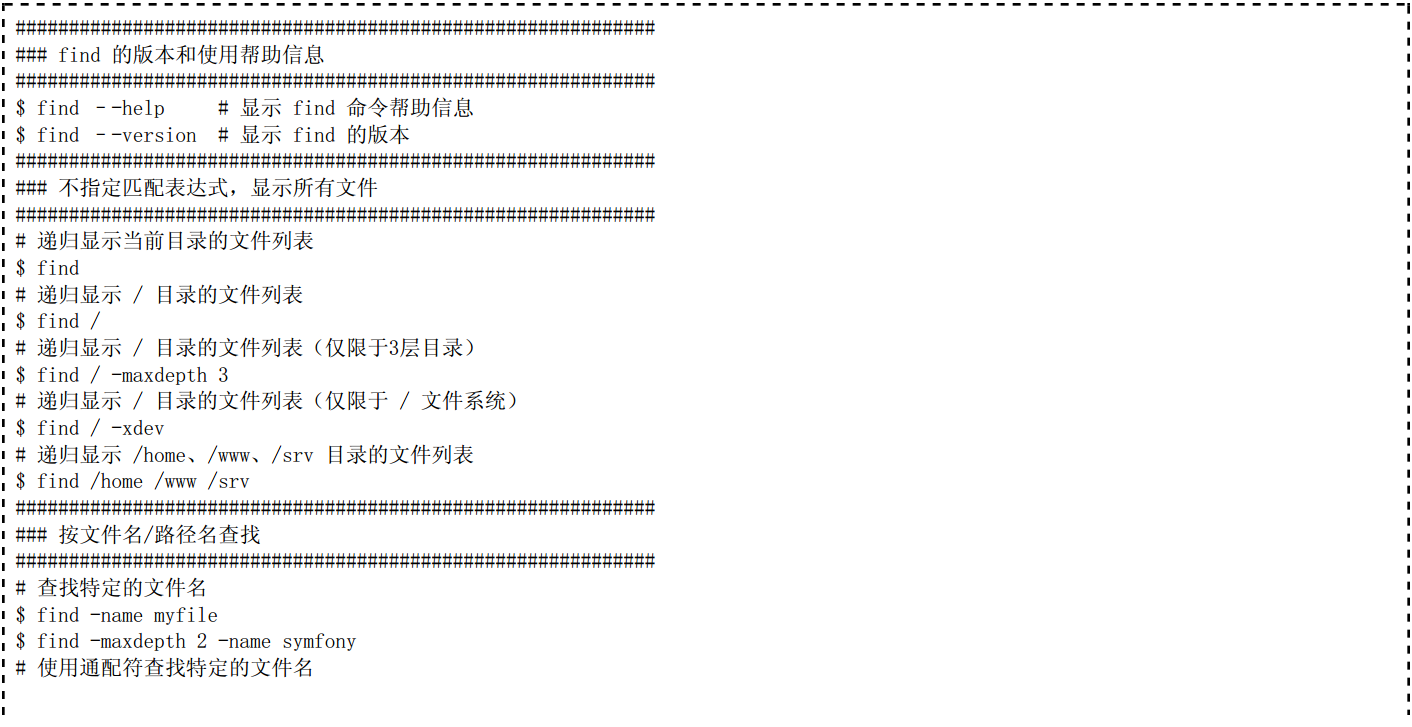 ############################################################
### find 的版本和使用帮助信息
############################################################
$ find --help     # 显示 find 命令帮助信息
$ find --version  # 显示 find 的版本
############################################################
### 不指定匹配表达式，显示所有文件
############################################################
# 递归显示当前目录的文件列表
$ find
# 递归显示 / 目录的文件列表
$ find /
# 递归显示 / 目录的文件列表（仅限于3层目录）
$ find / -maxdepth 3
# 递归显示 / 目录的文件列表（仅限于 / 文件系统）
$ find / -xdev
# 递归显示 /home、/www、/srv 目录的文件列表
$ find /home /www /srv
############################################################
### 按文件名/路径名查找
############################################################
# 查找特定的文件名
$ find -name myfile
$ find -maxdepth 2 -name symfony
# 使用通配符查找特定的文件名